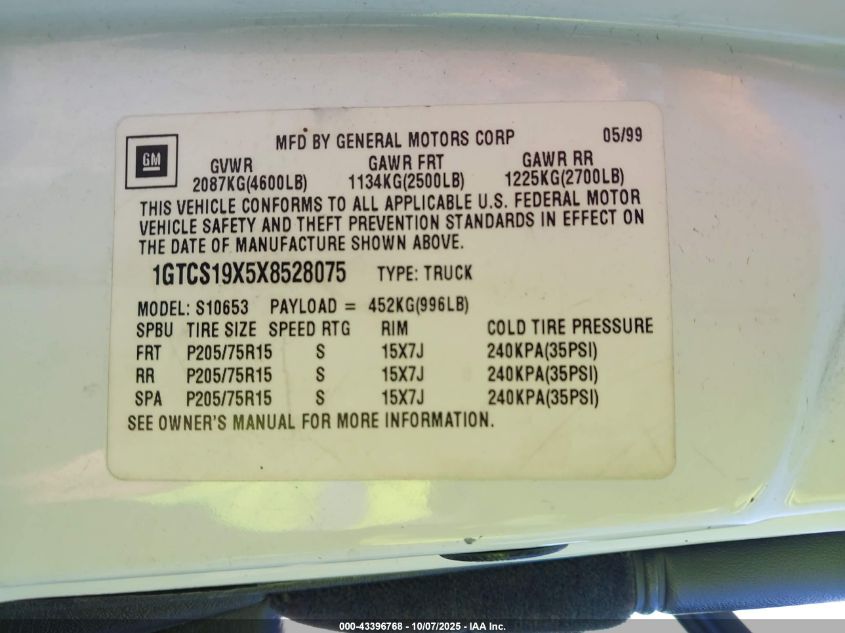 GM
MFD BY GENERAL MOTORS CORP 05/99
GVWR GAWR FRT GAWR RR
2087KG(4600LB) 1134KG(2500LB) 1225KG(2700LB)
THIS VEHICLE CONFORMS TO ALL APPLICABLE U.S. FEDERAL MOTOR
VEHICLE SAFETY AND THEFT PREVENTION STANDARDS IN EFFECT ON
THE DATE OF MANUFACTURE SHOWN ABOVE.
1GTCS19X5X8528075 TYPE: TRUCK
MODEL: S10653 PAYLOAD = 452KG(996LB)
SPBU TIRE SIZE SPEED RTG RIM COLD TIRE PRESSURE
FRT P205/75R15 S 15X7J 240KPA(35PSI)
RR P205/75R15 S 15X7J 240KPA(35PSI)
SPA P205/75R15 S 15X7J 240KPA(35PSI)
SEE OWNER'S MANUAL FOR MORE INFORMATION.
000-43396768 - 10/07/2025 - IAA Inc.